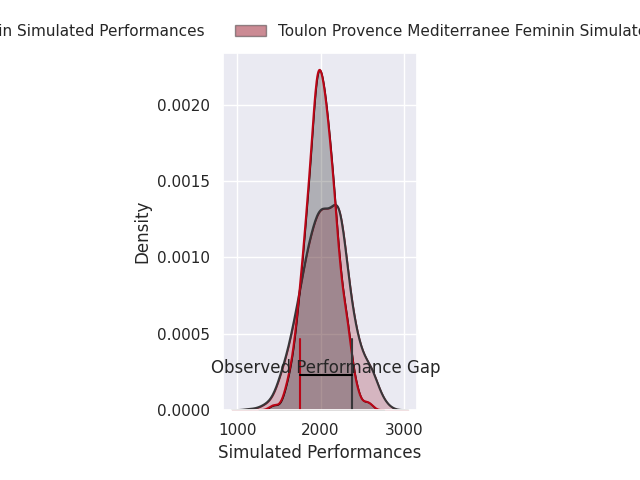 in Simulated Performances
Toulon Provence Mediterranee Feminin Simulate
0.0020
0.0015
0.0010
0.0005
0.0000
Density
Observed Performance Gap
1000 2000 3000
Simulated Performances